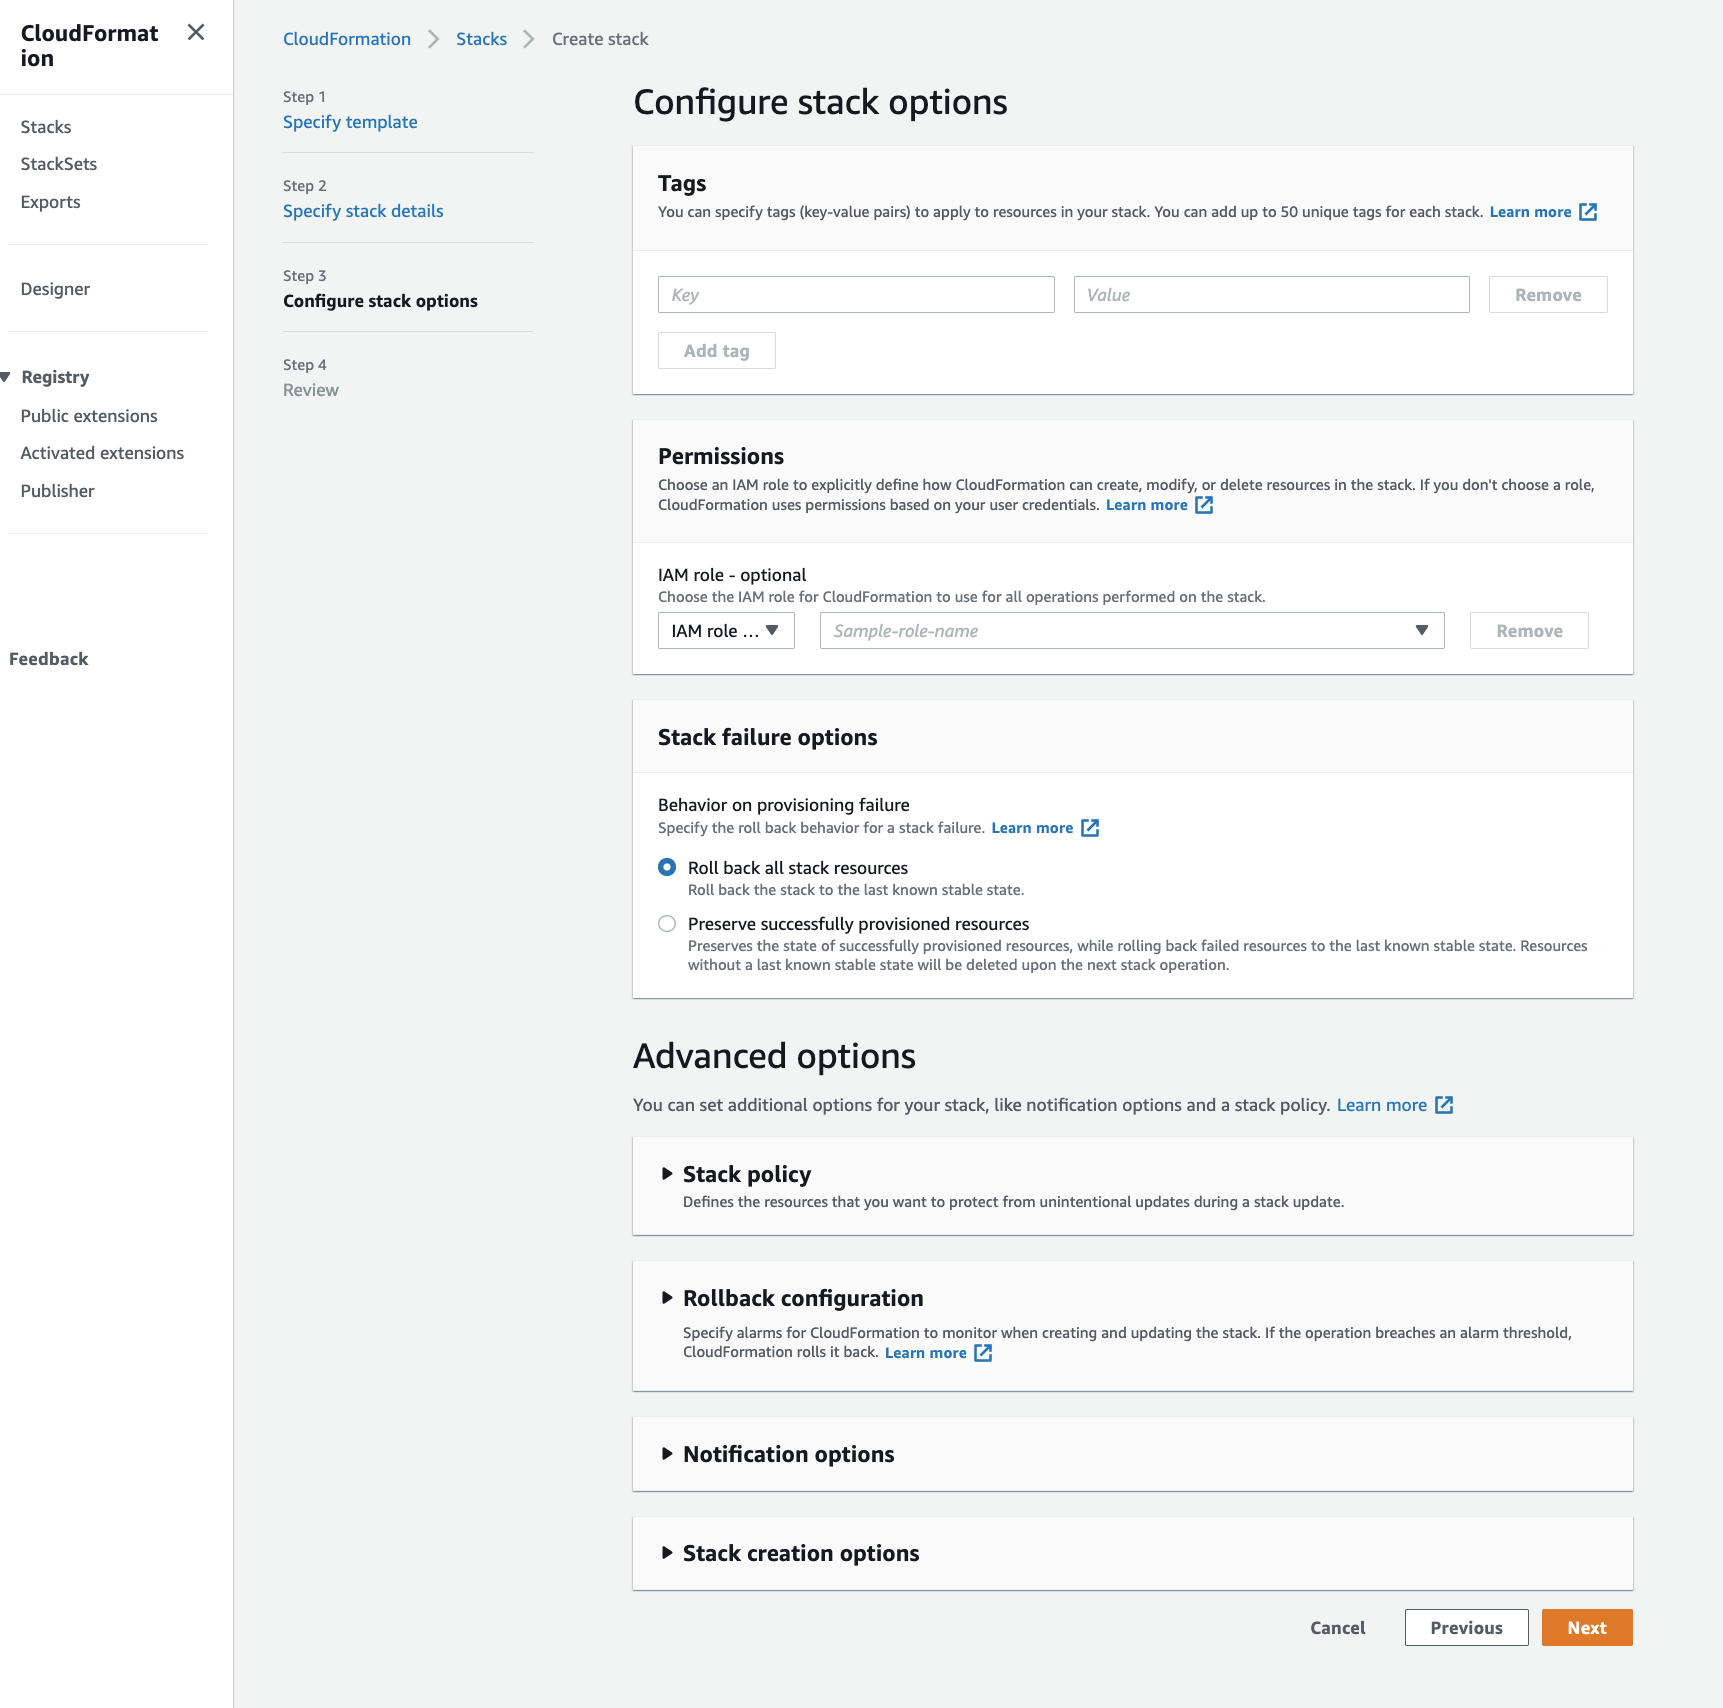 CloudFormat
ion
Stacks
StackSets
Exports
Designer
Registry
Public extensions
Activated extensions
Publisher
Feedback
CloudFormation
Stacks
Create stack
Step 1
Specify template
Step 2
Specify stack details
Step 3
Configure stack options
Step 4
Review
Configure stack options
Tags
You can specify tags (key-value pairs) to apply to resources in your stack. You can add up to 50 unique tags for each stack. Learn more
Key
Value
Remove
Add tag
Permissions
Choose an IAM role to explicitly define how CloudFormation can create, modify, or delete resources in the stack. If you don't choose a role,
CloudFormation uses permissions based on your user credentials. Learn more
IAM role - optional
Choose the IAM role for CloudFormation to use for all operations performed on the stack.
IAM role ...
Sample-role-name
Remove
Stack failure options
Behavior on provisioning failure
Specify the roll back behavior for a stack failure. Learn more
Roll back all stack resources
Roll back the stack to the last known stable state.
Preserve successfully provisioned resources
Preserves the state of successfully provisioned resources, while rolling back failed resources to the last known stable state. Resources
without a last known stable state will be deleted upon the next stack operation.
Advanced options
You can set additional options for your stack, like notification options and a stack policy. Learn more
Stack policy
Defines the resources that you want to protect from unintentional updates during a stack update.
Rollback configuration
Specify alarms for CloudFormation to monitor when creating and updating the stack. If the operation breaches an alarm threshold,
CloudFormation rolls it back. Learn more
Notification options
Stack creation options
Cancel
Previous
Next